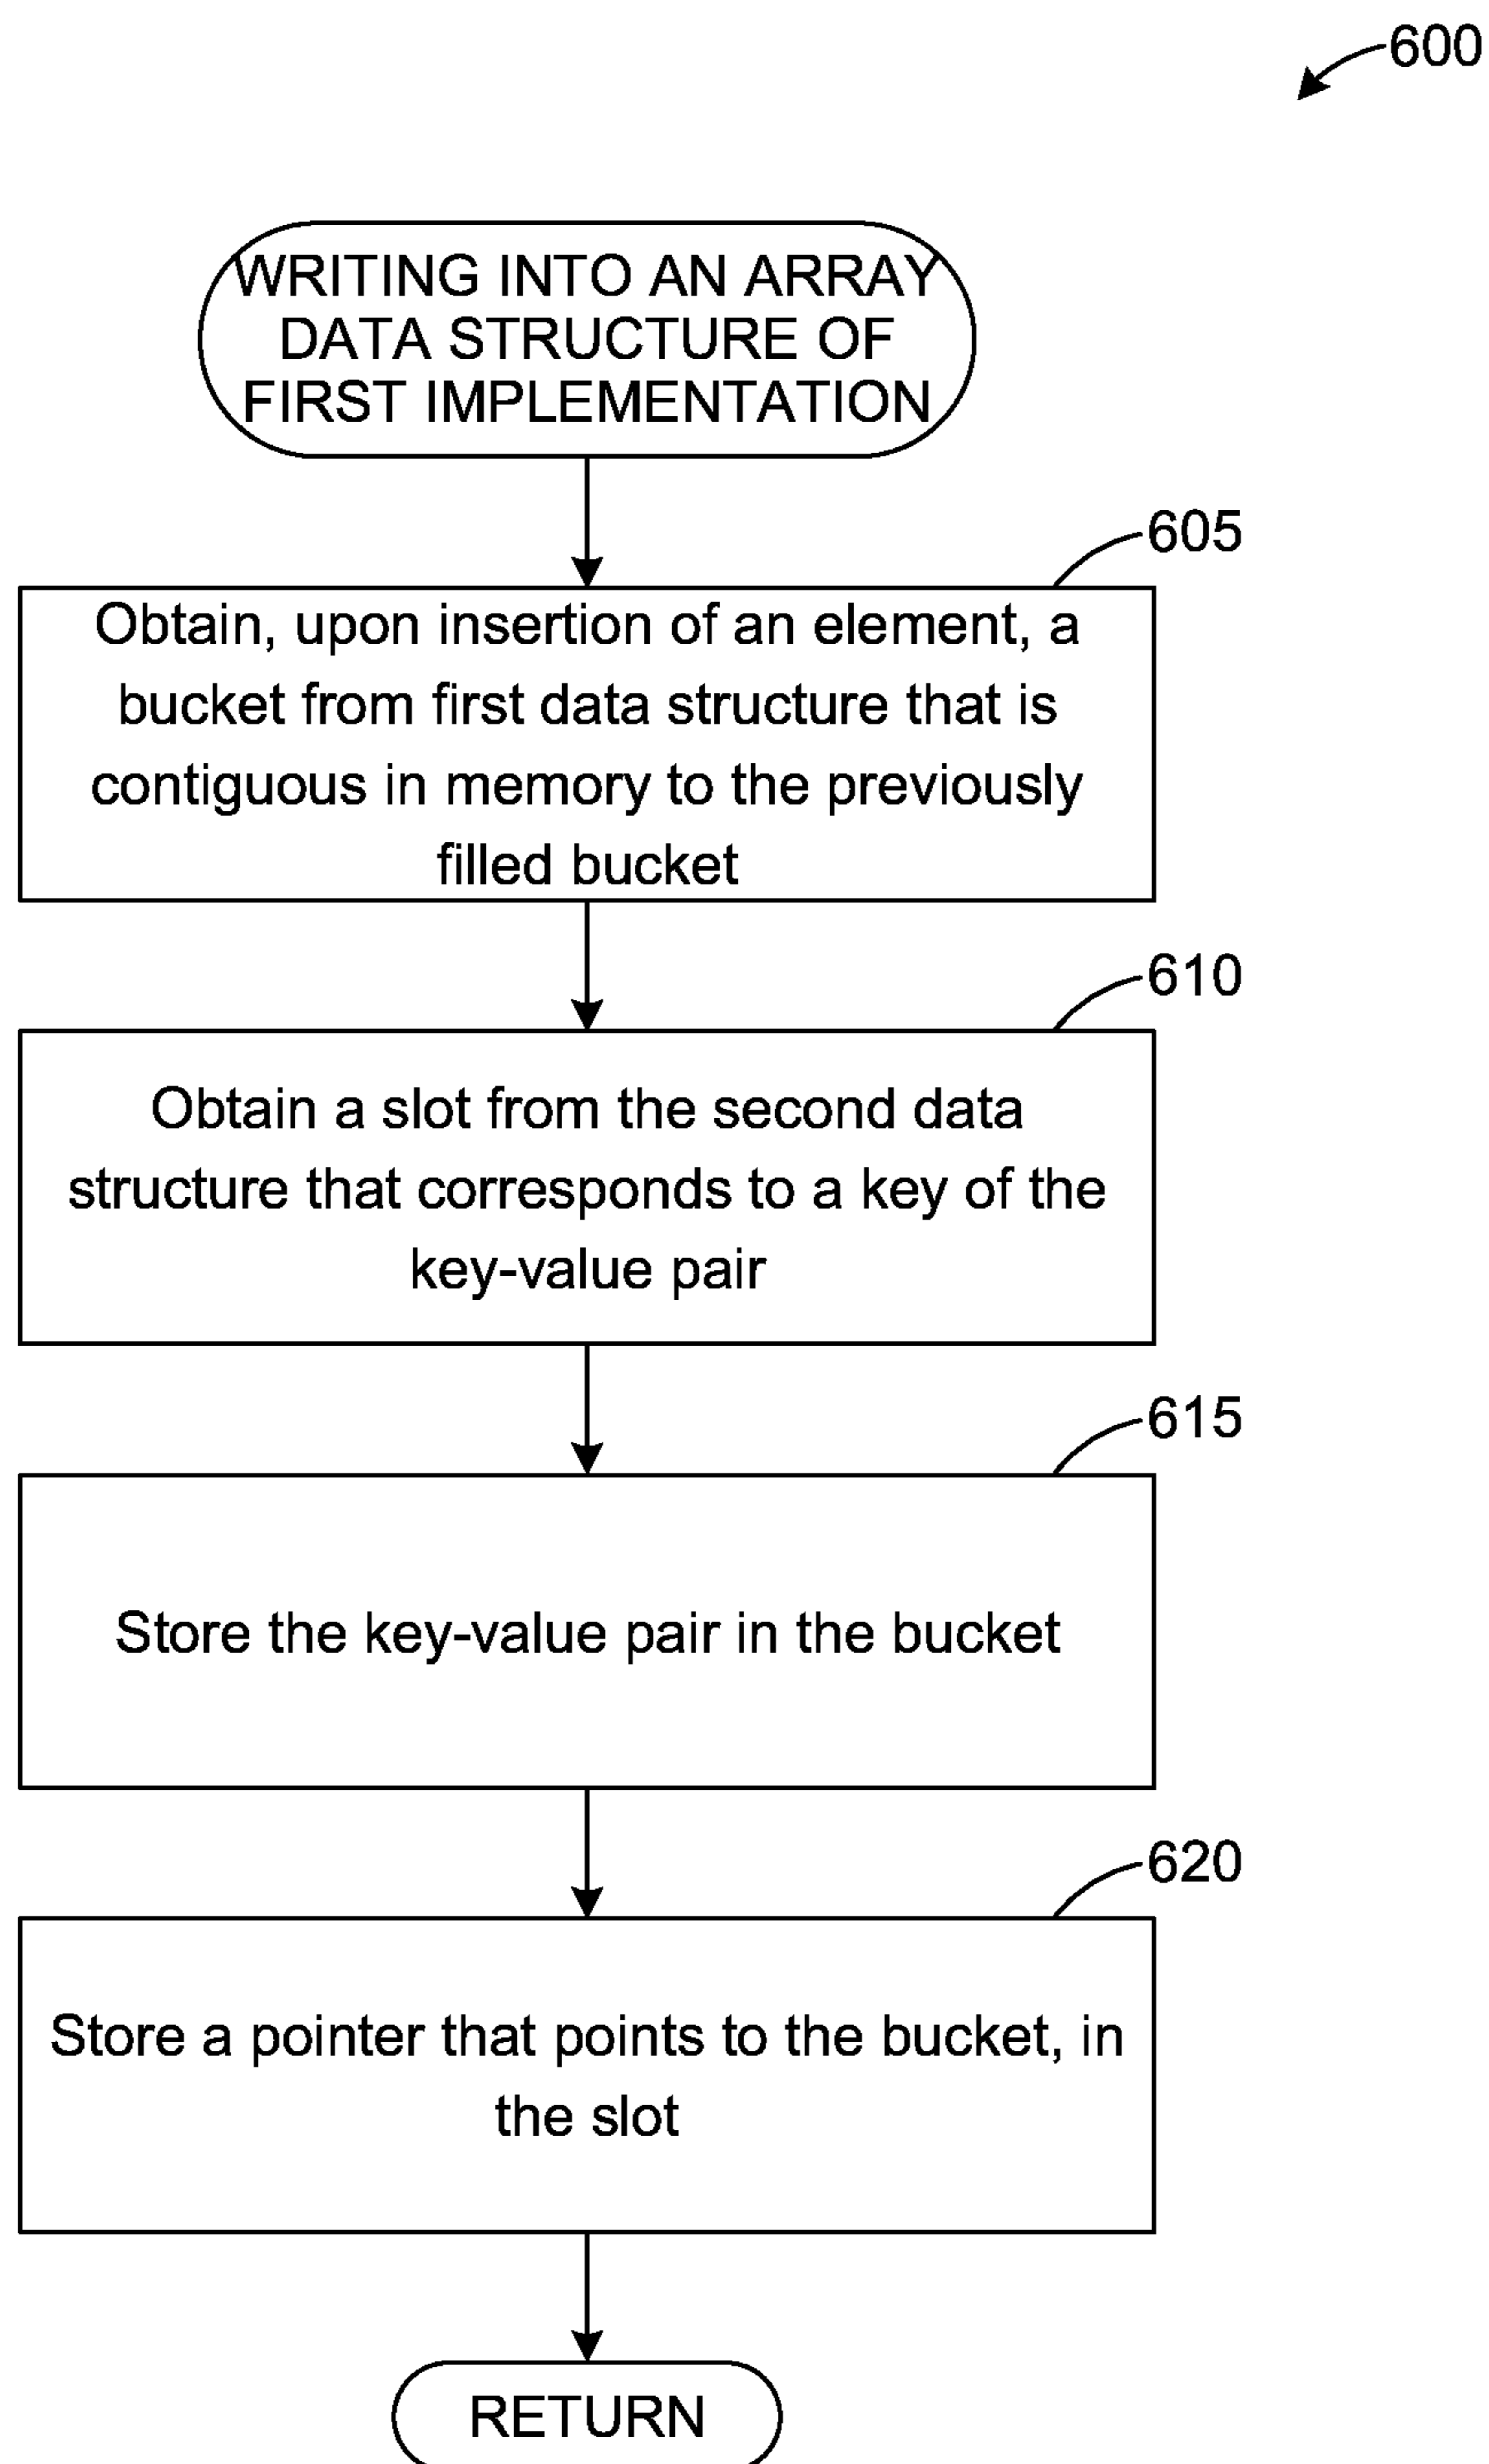 600
WRITING INTO AN ARRAY
DATA STRUCTURE OF
FIRST IMPLEMENTATION
605
Obtain, upon insertion of an element, a
bucket from first data structure that is
contiguous in memory to the previously
filled bucket
610
Obtain a slot from the second data
structure that corresponds to a key of the
key-value pair
615
Store the key-value pair in the bucket
620
Store a pointer that points to the bucket, in
the slot
RETURN